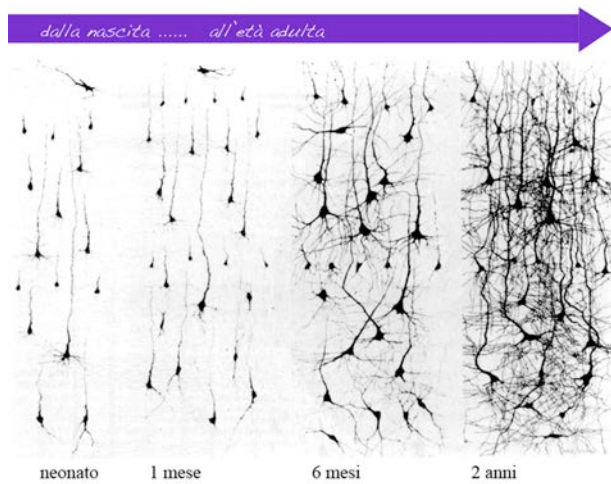 dalla nascita ...... all'età adulta
neonato 1 mese 6 mesi 2 anni